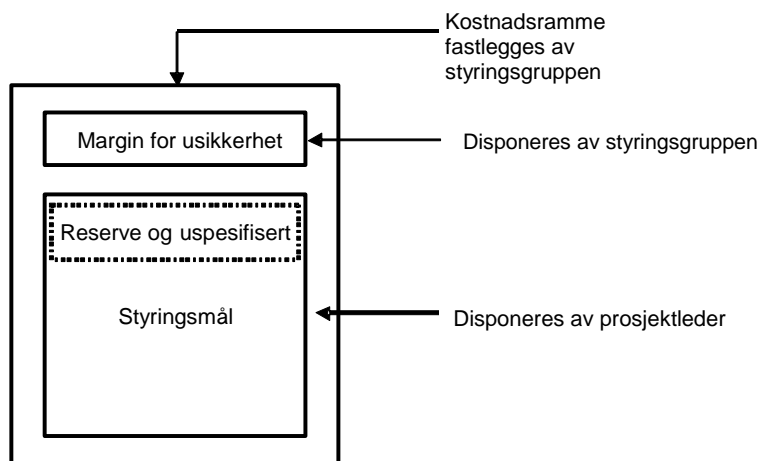 Kostnadsramme
fastlegges av
styringsgruppen
Margin for usikkerhet
Disponeres av styringsgruppen
Reserve og uspesifisert
Styringsmål
Disponeres av prosjektleder